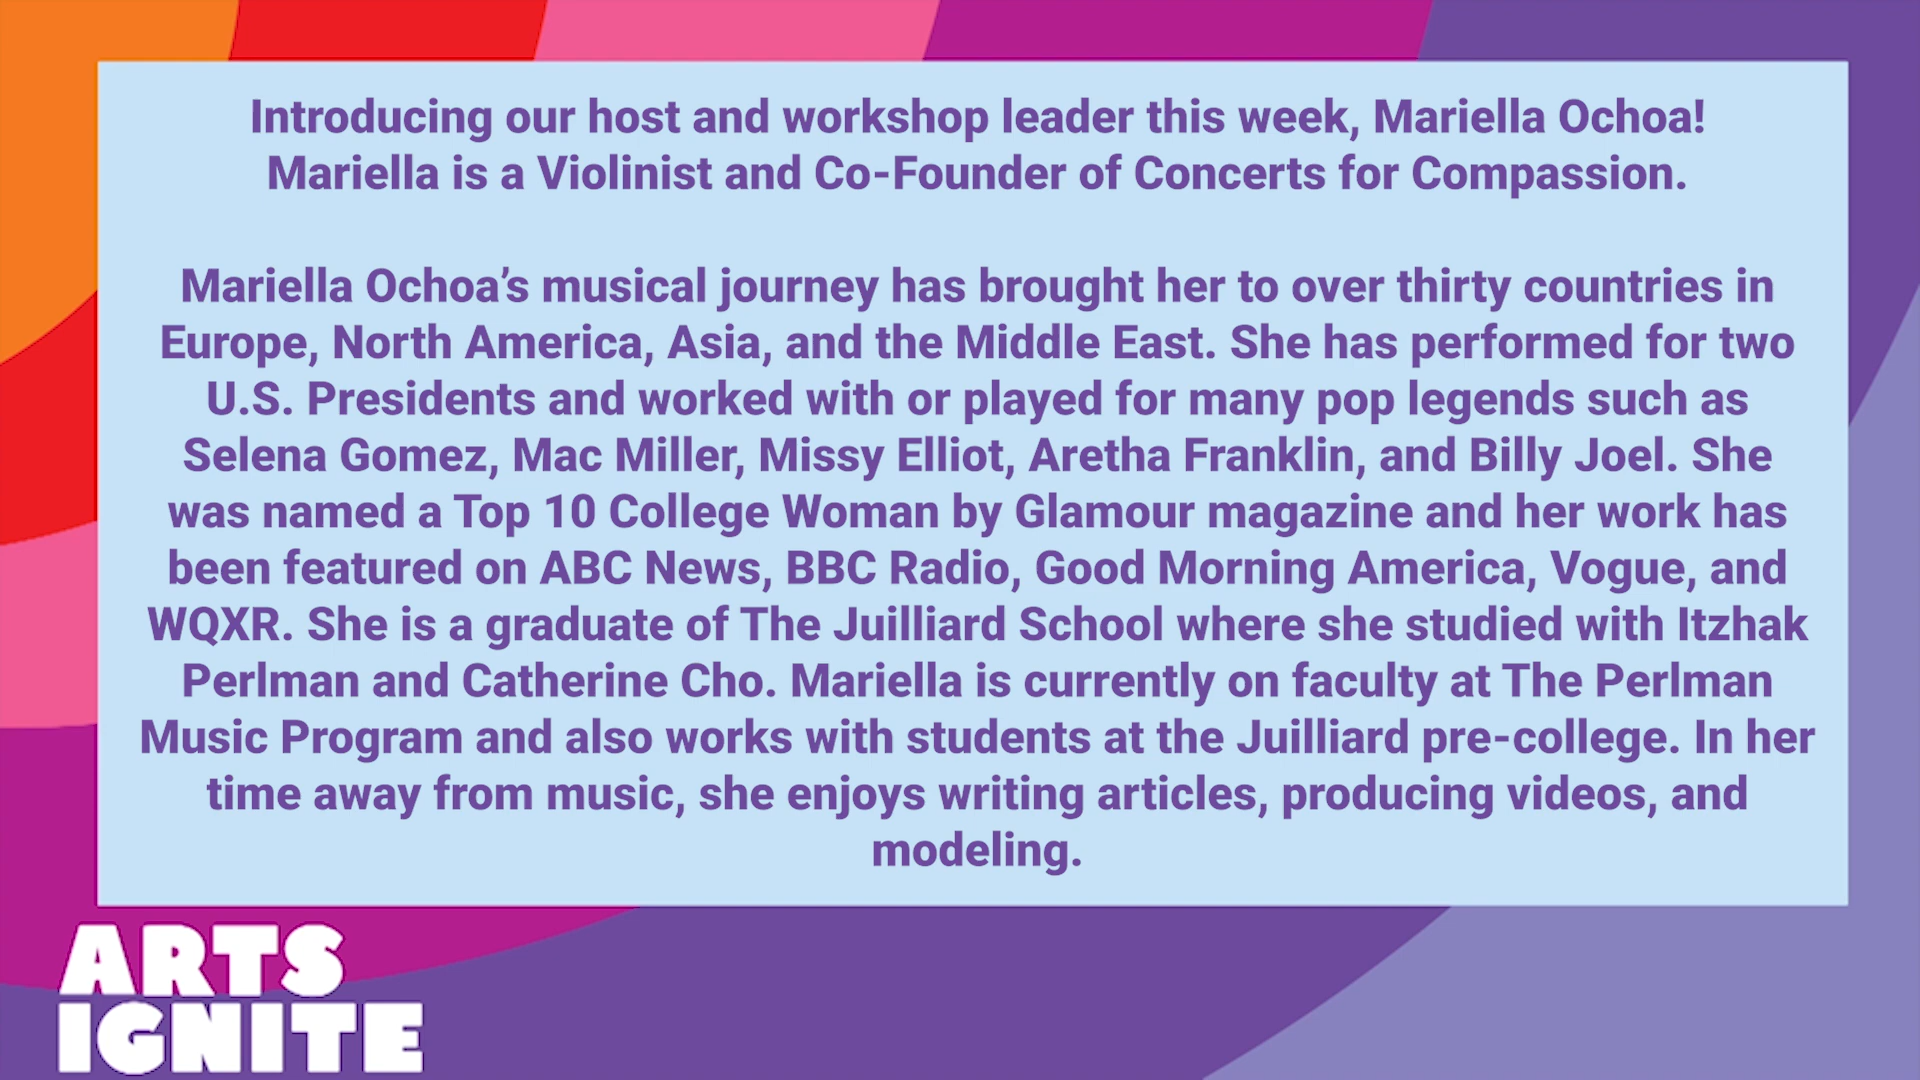 Introducing our host and workshop leader this week, Mariella Ochoa!
Mariella is a Violinist and Co-Founder of Concerts for Compassion.
Mariella Ochoa’s musical journey has brought her to over thirty countries in
Europe, North America, Asia, and the Middle East. She has performed for two
U.S. Presidents and worked with or played for many pop legends such as
Selena Gomez, Mac Miller, Missy Elliot, Aretha Franklin, and Billy Joel. She
was named a Top 10 College Woman by Glamour magazine and her work has
been featured on ABC News, BBC Radio, Good Morning America, Vogue, and
WQXR. She is a graduate of The Juilliard School where she studied with Itzhak
Perlman and Catherine Cho. Mariella is currently on faculty at The Perlman
Music Program and also works with students at the Juilliard pre-college. In her
time away from music, she enjoys writing articles, producing videos, and
modeling.
ARTS
IGNITE